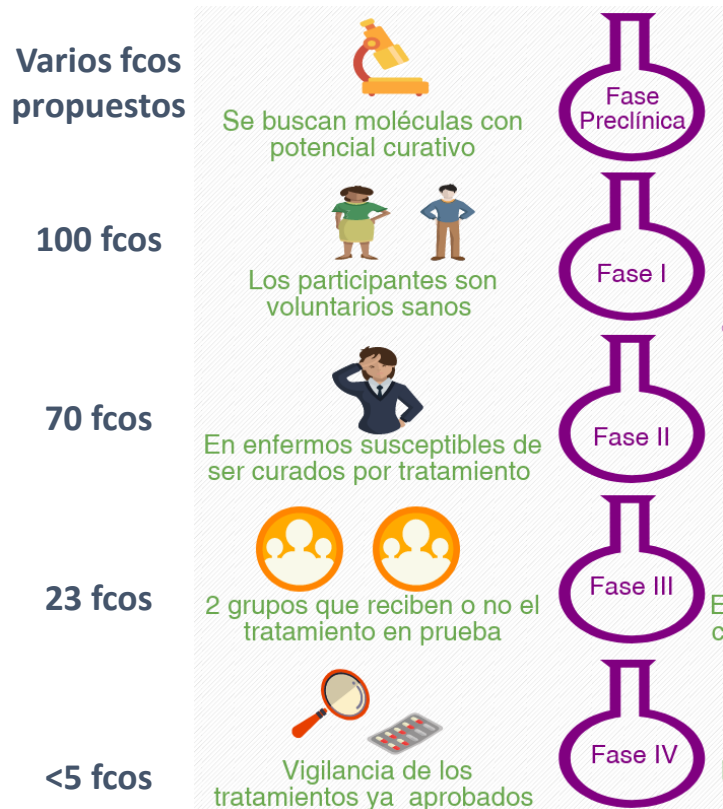 Varios fcos
propuestos
Se buscan moléculas con
potencial curativo
Fase
Preclínica
100 fcos
Los participantes son
voluntarios sanos
Fase I
70 fcos
En enfermos susceptibles de
ser curados por tratamiento
Fase II
23 fcos
2 grupos que reciben o no el
tratamiento en prueba
Fase III
<5 fcos
Vigilancia de los
tratamientos ya aprobados
Fase IV